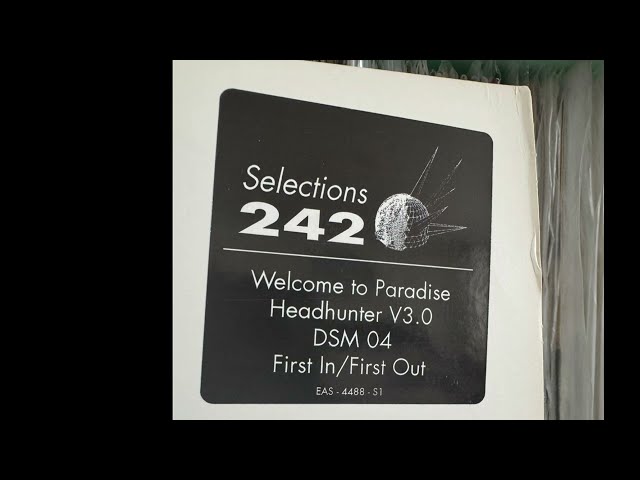 Selections
242
Welcome to Paradise
Headhunter V3.0
DSM 04
First In/First Out
EAS - 4488 - S1